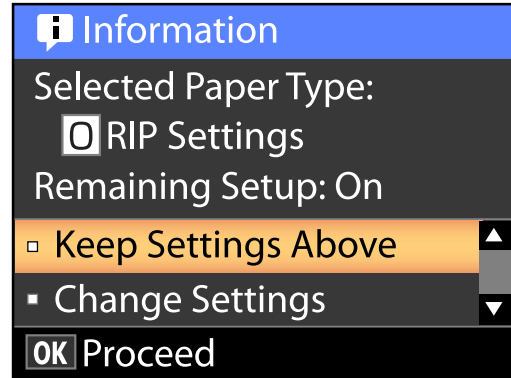 Information
Selected Paper Type:
0 RIP Settings
Remaining Setup: On
Keep Settings Above
Change Settings
OK Proceed